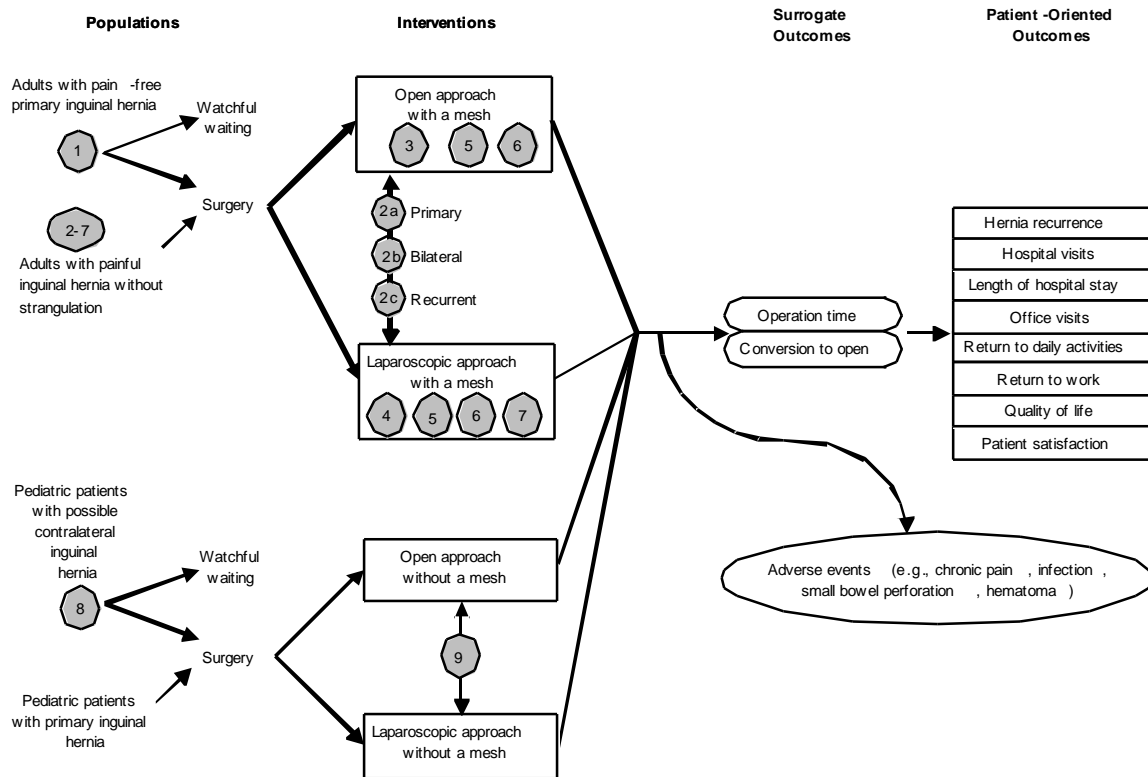 Populations
Interventions
Surrogate
Outcomes
Patient -Oriented
Outcomes
Adults with pain -free
primary inguinal hernia
1
Watchful
waiting
Surgery
2-7
Adults with painful
inguinal hernia without
strangulation
Open approach
with a mesh
3 5 6
2a Primary
2b Bilateral
2c Recurrent
Laparoscopic approach
with a mesh
4 5 6 7
Operation time
Conversion to open
Hernia recurrence
Hospital visits
Length of hospital stay
Office visits
Return to daily activities
Return to work
Quality of life
Patient satisfaction
Adverse events (e.g., chronic pain , infection ,
small bowel perforation , hematoma )
Pediatric patients
with possible
contralateral
inguinal
hernia
8
Watchful
waiting
Surgery
Pediatric patients
with primary inguinal
hernia
Open approach
without a mesh
9
Laparoscopic approach
without a mesh